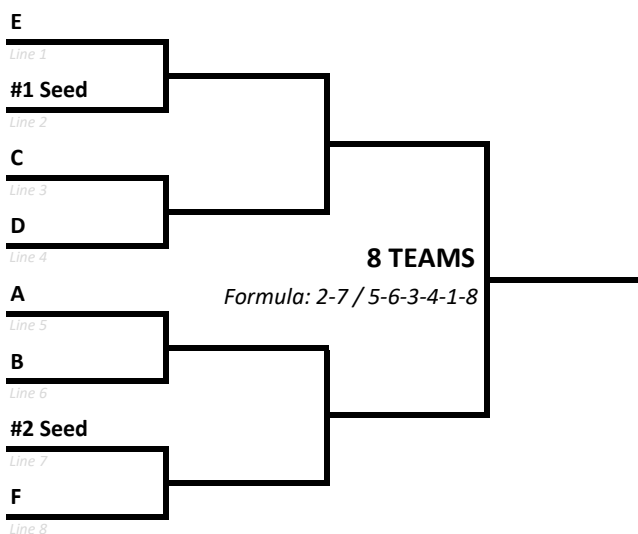 E
Line 1
#1 Seed
Line 2
C
Line 3
D
Line 4
8 TEAMS
Formula: 2-7 / 5-6-3-4-1-8
A
Line 5
B
Line 6
#2 Seed
Line 7
F
Line 8